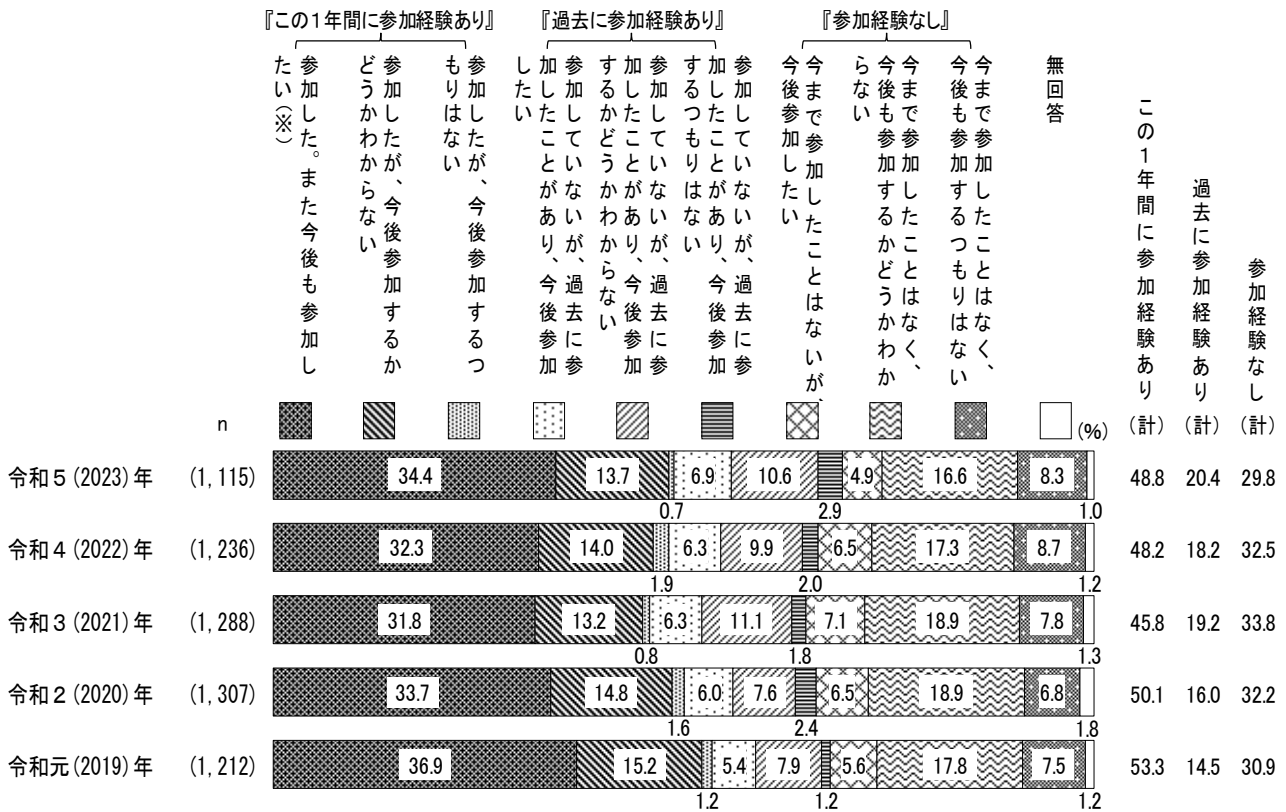 『この１年間に参加経験あり』
『過去に参加経験あり』
『参加経験なし』
参加した。また今後も参加し
たい(※)
参加したが、今後参加するか
どうかわからない
参加したが、今後参加するつ
もりはない
参加していないが、過去に参
加したことがあり、今後参加
したい
参加していないが、過去に参
加したことがあり、今後参加
するかどうかわからない
参加していないが、過去に参
加したことがあり、今後参加
するつもりはない
今まで参加したことはないが、
今後参加したい
今まで参加したことはなく、
今後も参加するかどうかわか
らない
今まで参加したことはなく、
今後も参加するつもりはない
無回答
この１年間に参加経験あり(計)
過去に参加経験あり(計)
参加経験なし(計)
n
(%)
令和５(2023)年 (1,115) 34.4 13.7 6.9 10.6 4.9 16.6 8.3 48.8 20.4 29.8
0.7 2.9 1.0
令和４(2022)年 (1,236) 32.3 14.0 6.3 9.9 6.5 17.3 8.7 48.2 18.2 32.5
1.9 2.0 1.2
令和３(2021)年 (1,288) 31.8 13.2 6.3 11.1 7.1 18.9 7.8 45.8 19.2 33.8
0.8 1.8 1.3
令和２(2020)年 (1,307) 33.7 14.8 6.0 7.6 6.5 18.9 6.8 50.1 16.0 32.2
1.6 2.4 1.8
令和元(2019)年 (1,212) 36.9 15.2 5.4 7.9 5.6 17.8 7.5 53.3 14.5 30.9
1.2 1.2 1.2